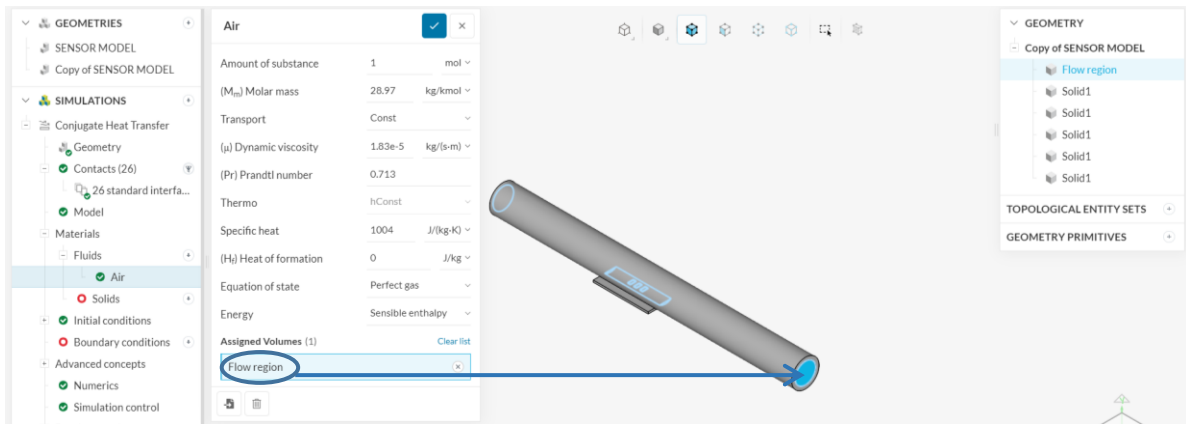 GEOMETRIES
SENSOR MODEL
Copy of SENSOR MODEL
SIMULATIONS
Conjugate Heat Transfer
Geometry
Contacts (26)
26 standard interfa...
Model
Materials
Fluids
Air
Solids
Initial conditions
Boundary conditions
Advanced concepts
Numerics
Simulation control
Air
Amount of substance 1 mol
(Mm) Molar mass 28.97 kg/kmol
Transport Const
(μ) Dynamic viscosity 1.83e-5 kg/(s·m)
(Pr) Prandtl number 0.713
Thermo hConst
Specific heat 1004 J/(kg·K)
(Hf) Heat of formation 0 J/kg
Equation of state Perfect gas
Energy Sensible enthalpy
Assigned Volumes (1) Clear list
Flow region
GEOMETRY
Copy of SENSOR MODEL
Flow region
Solid1
Solid1
Solid1
Solid1
Solid1
TOPOLOGICAL ENTITY SETS
GEOMETRY PRIMITIVES